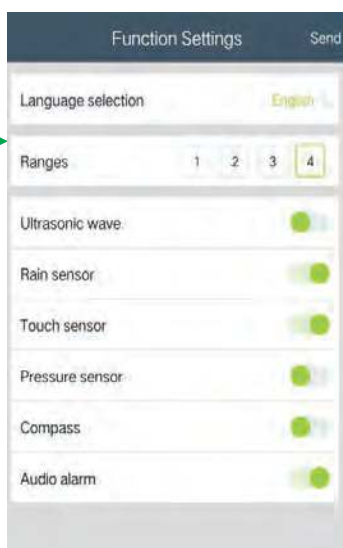 Function Settings Send
Language selection English
Ranges 1 2 3 4
Ultrasonic wave
Rain sensor
Touch sensor
Pressure sensor
Compass
Audio alarm